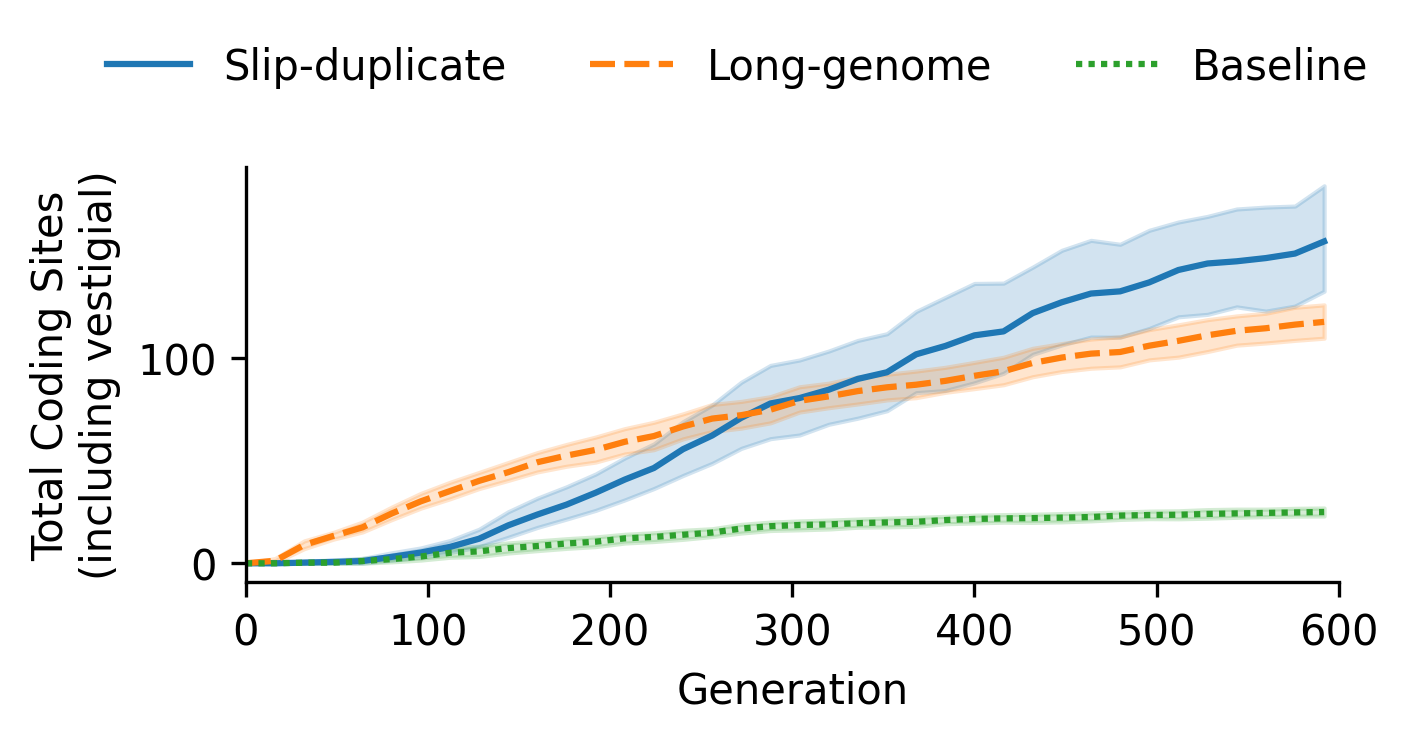 Slip-duplicate Long-genome Baseline
Total Coding Sites
(including vestigial)
100
0
0 100 200 300 400 500 600
Generation